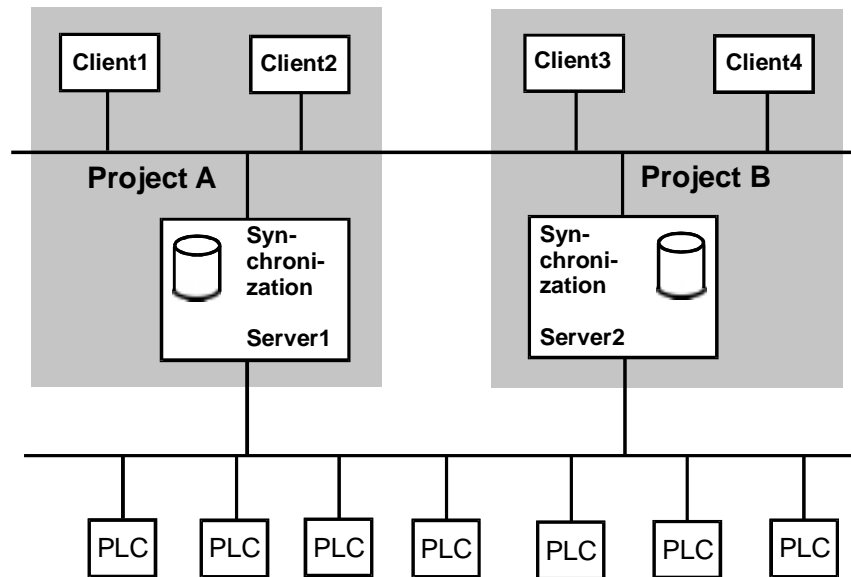 Client1
Client2
Client3
Client4
Project A
Project B
Syn-
chroni-
zation
Server1
Syn-
chroni-
zation
Server2
PLC
PLC
PLC
PLC
PLC
PLC
PLC